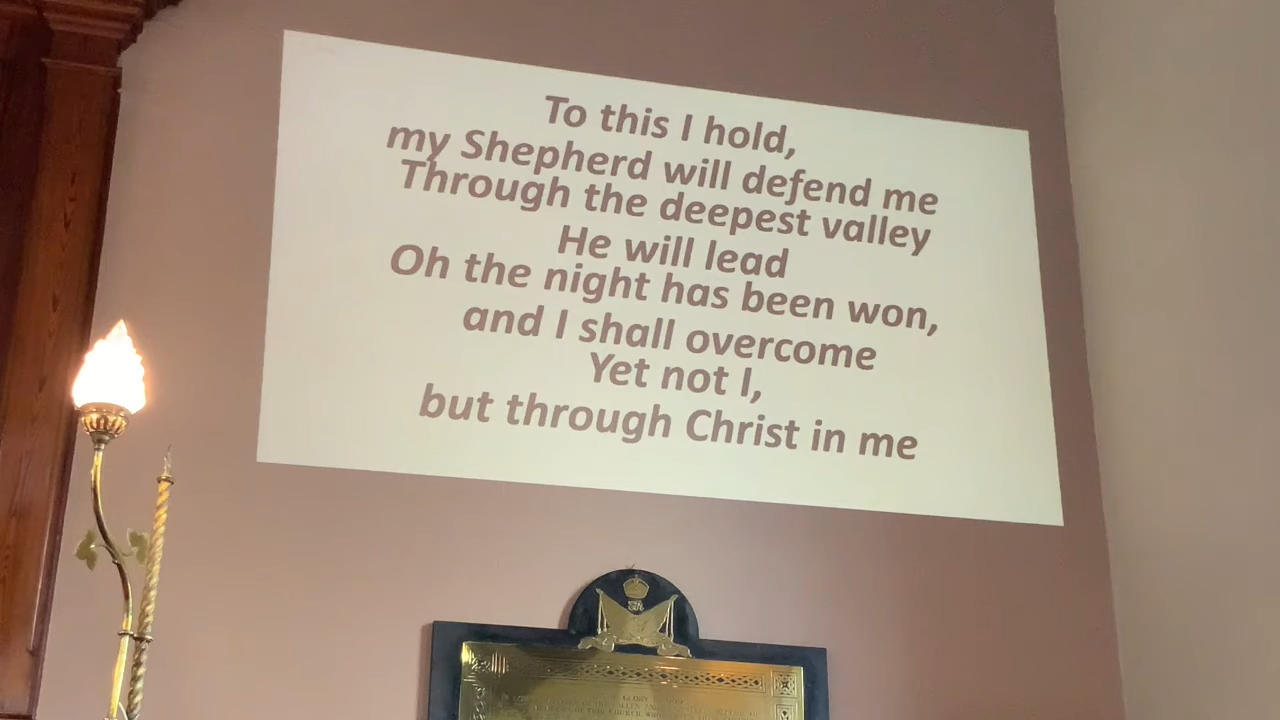 To this I hold,
my Shepherd will defend me
Through the deepest valley
He will lead
Oh the night has been won,
and I shall overcome
Yet not I,
but through Christ in me
GLORY